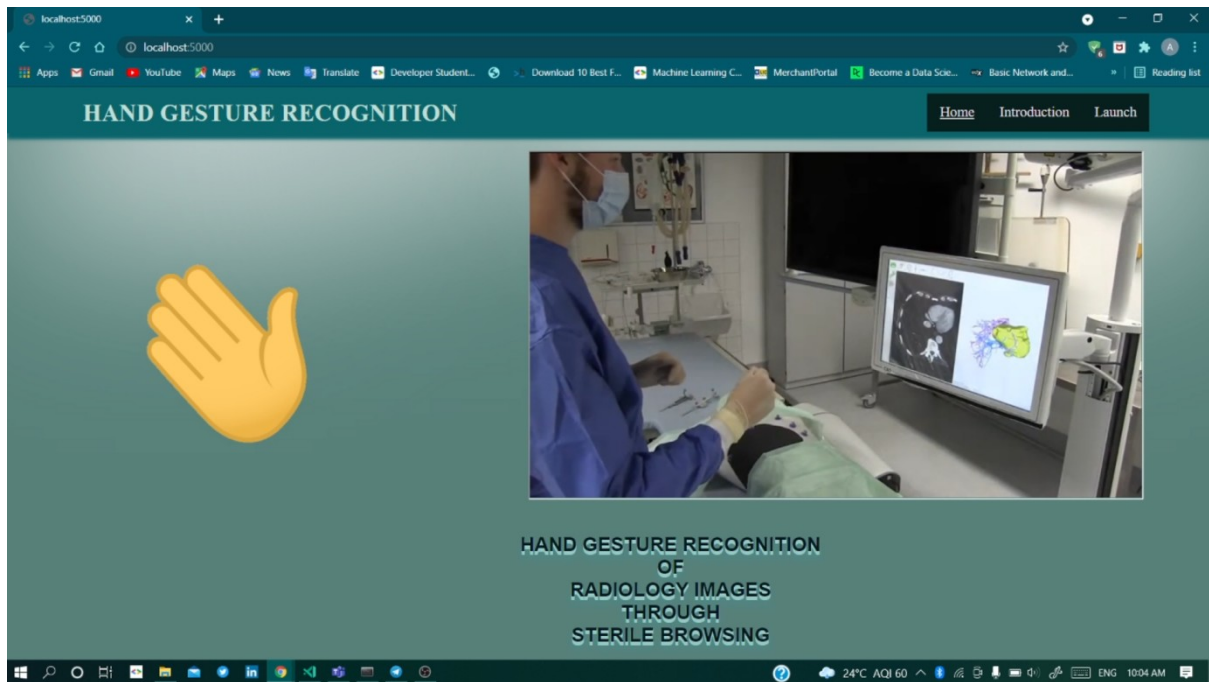 localhost:5000
localhost:5000
Apps Gmail YouTube Maps News Translate Developer Student... Download 10 Best F... Machine Learning C... MerchantPortal Become a Data Scie... Basic Network and... » Reading list
HAND GESTURE RECOGNITION
Home Introduction Launch
HAND GESTURE RECOGNITION
OF
RADIOLOGY IMAGES
THROUGH
STERILE BROWSING
24°C AQI 60 ENG 10:04 AM